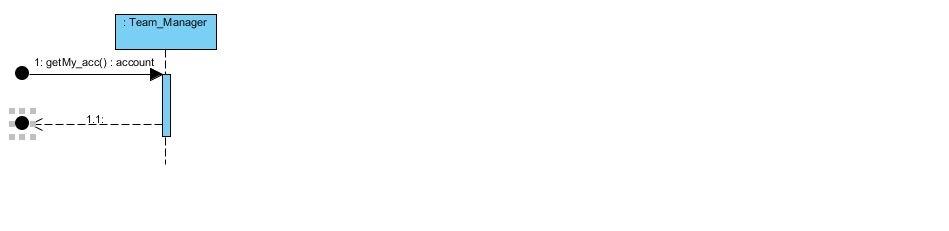 : Team_Manager
1: getMy_acc() : account
1.1: